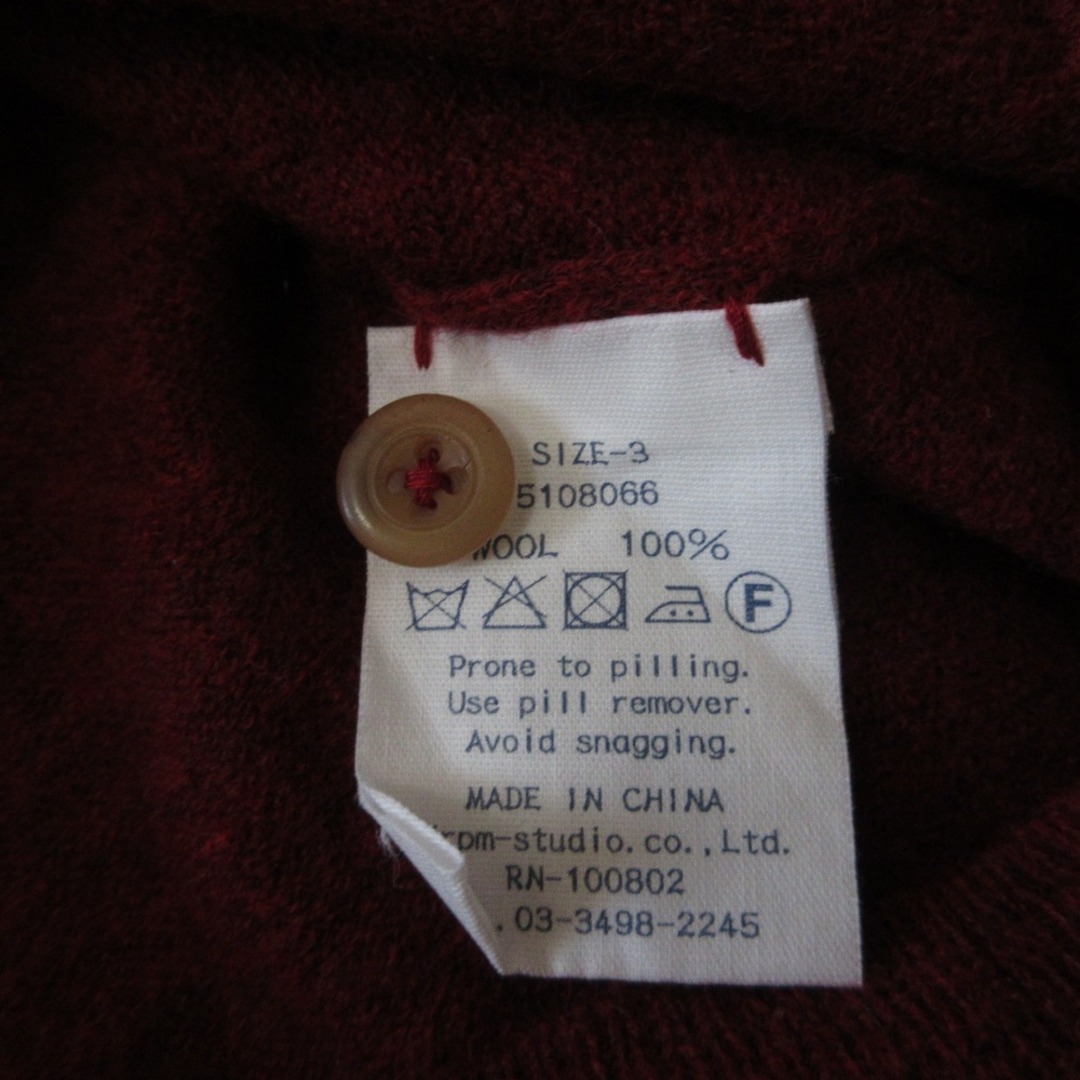 SIZE-3
5108066
WOOL 100%
F
Prone to pilling.
Use pill remover.
Avoid snagging.
MADE IN CHINA
rpm-studio.co.,Ltd.
RN-100802
.03-3498-2245